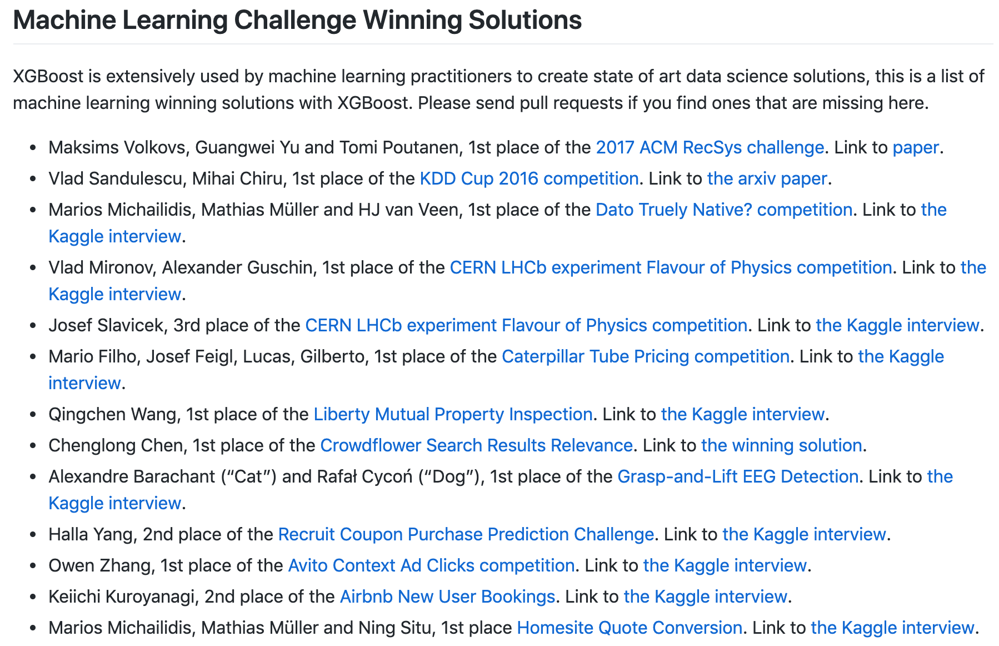 Machine Learning Challenge Winning Solutions
XGBoost is extensively used by machine learning practitioners to create state of art data science solutions, this is a list of
machine learning winning solutions with XGBoost. Please send pull requests if you find ones that are missing here.
• Maksims Volkovs, Guangwei Yu and Tomi Poutanen, 1st place of the 2017 ACM RecSys challenge. Link to paper.
• Vlad Sandulescu, Mihai Chiru, 1st place of the KDD Cup 2016 competition. Link to the arxiv paper.
• Marios Michailidis, Mathias Müller and HJ van Veen, 1st place of the Dato Truely Native? competition. Link to the
Kaggle interview.
• Vlad Mironov, Alexander Guschin, 1st place of the CERN LHCb experiment Flavour of Physics competition. Link to the
Kaggle interview.
• Josef Slavicek, 3rd place of the CERN LHCb experiment Flavour of Physics competition. Link to the Kaggle interview.
• Mario Filho, Josef Feigl, Lucas, Gilberto, 1st place of the Caterpillar Tube Pricing competition. Link to the Kaggle
interview.
• Qingchen Wang, 1st place of the Liberty Mutual Property Inspection. Link to the Kaggle interview.
• Chenglong Chen, 1st place of the Crowdflower Search Results Relevance. Link to the winning solution.
• Alexandre Barachant (“Cat”) and Rafał Cycoń (“Dog”), 1st place of the Grasp-and-Lift EEG Detection. Link to the
Kaggle interview.
• Halla Yang, 2nd place of the Recruit Coupon Purchase Prediction Challenge. Link to the Kaggle interview.
• Owen Zhang, 1st place of the Avito Context Ad Clicks competition. Link to the Kaggle interview.
• Keiichi Kuroyanagi, 2nd place of the Airbnb New User Bookings. Link to the Kaggle interview.
• Marios Michailidis, Mathias Müller and Ning Situ, 1st place Homesite Quote Conversion. Link to the Kaggle interview.